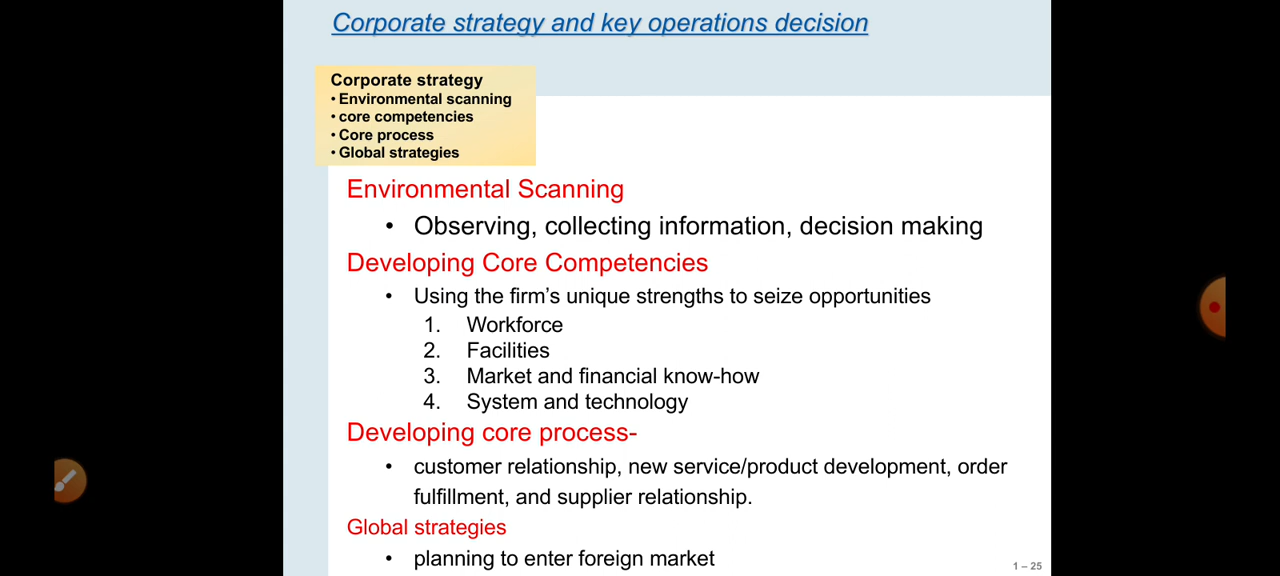 Corporate strategy and key operations decision
Corporate strategy
• Environmental scanning
• core competencies
• Core process
• Global strategies
Environmental Scanning
• Observing, collecting information, decision making
Developing Core Competencies
• Using the firm's unique strengths to seize opportunities
1. Workforce
2. Facilities
3. Market and financial know-how
4. System and technology
Developing core process-
• customer relationship, new service/product development, order
fulfillment, and supplier relationship.
Global strategies
• planning to enter foreign market
1 – 25